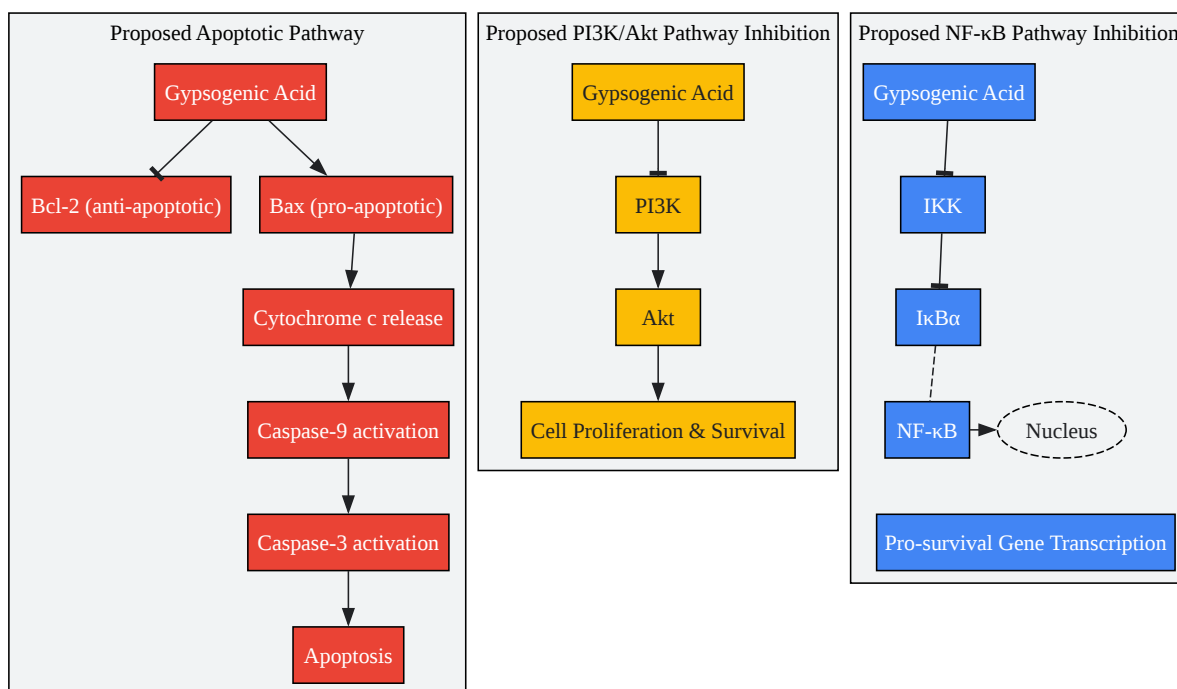 Proposed Apoptotic Pathway
Gypsogenic Acid
Bcl-2 (anti-apoptotic)
Bax (pro-apoptotic)
Cytochrome c release
Caspase-9 activation
Caspase-3 activation
Apoptosis
Proposed PI3K/Akt Pathway Inhibition
Gypsogenic Acid
PI3K
Akt
Cell Proliferation & Survival
Proposed NF-κB Pathway Inhibition
Gypsogenic Acid
IKK
IκBα
NF-κB
Nucleus
Pro-survival Gene Transcription